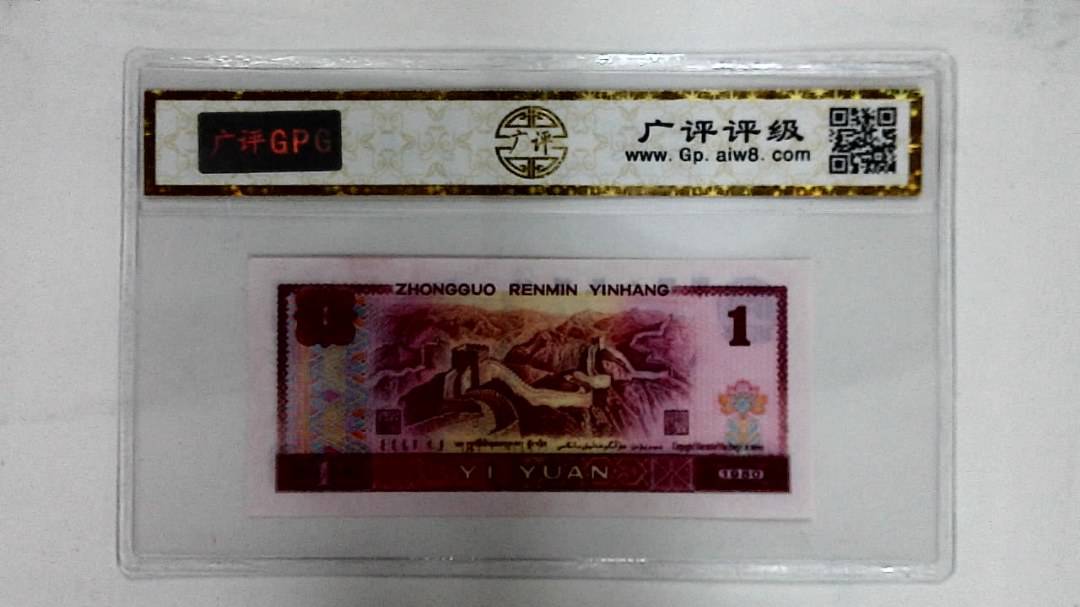 广评GPG
广评
广评评级
www. Gp. aiw8. com
ZHONGGUO RENMIN YINHANG
1
YI YUAN
1980